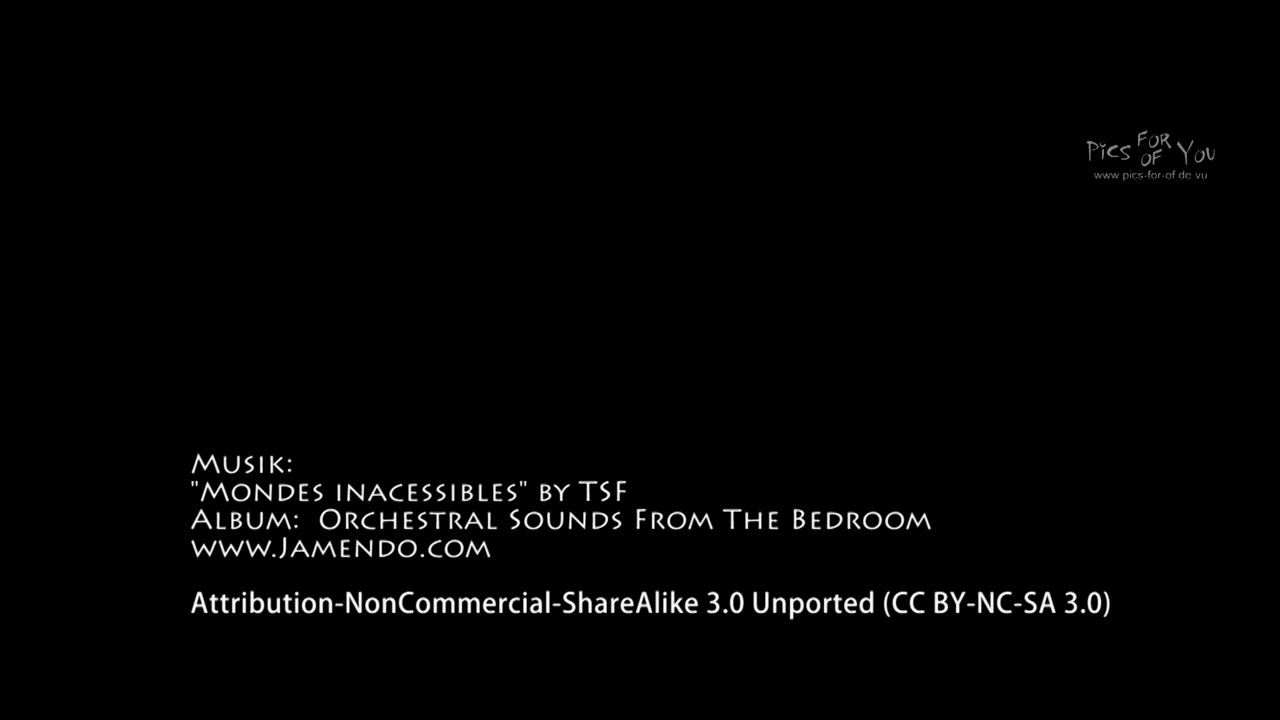 Pics FOR OF You
www.pics-for-of.de.vu
Musik:
"Mondes inacessibles" by TSF
Album: Orchestral Sounds From The Bedroom
www.Jamendo.com
Attribution-NonCommercial-ShareAlike 3.0 Unported (CC BY-NC-SA 3.0)